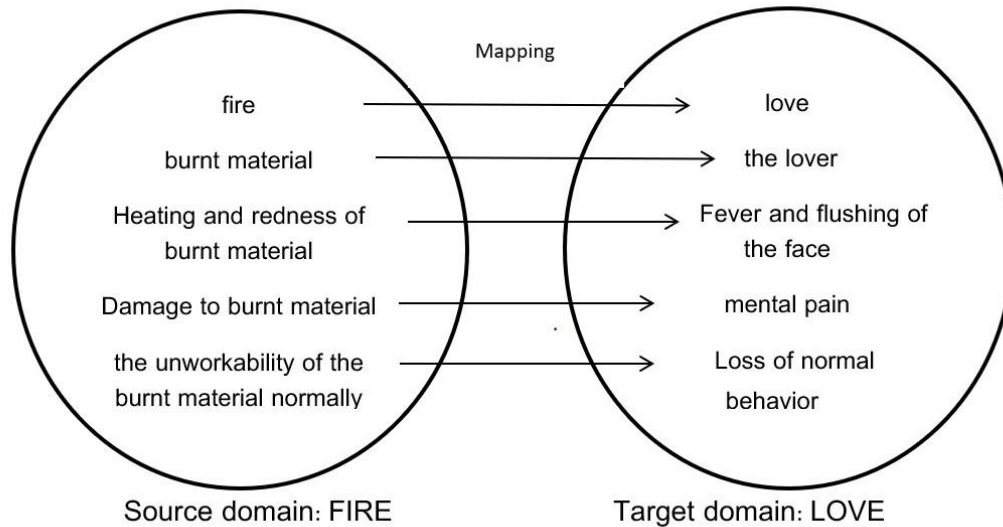 Mapping
fire
love
burnt material
the lover
Heating and redness of
burnt material
Fever and flushing of
the face
Damage to burnt material
mental pain
the unworkability of the
burnt material normally
Loss of normal
behavior
Source domain: FIRE
Target domain: LOVE